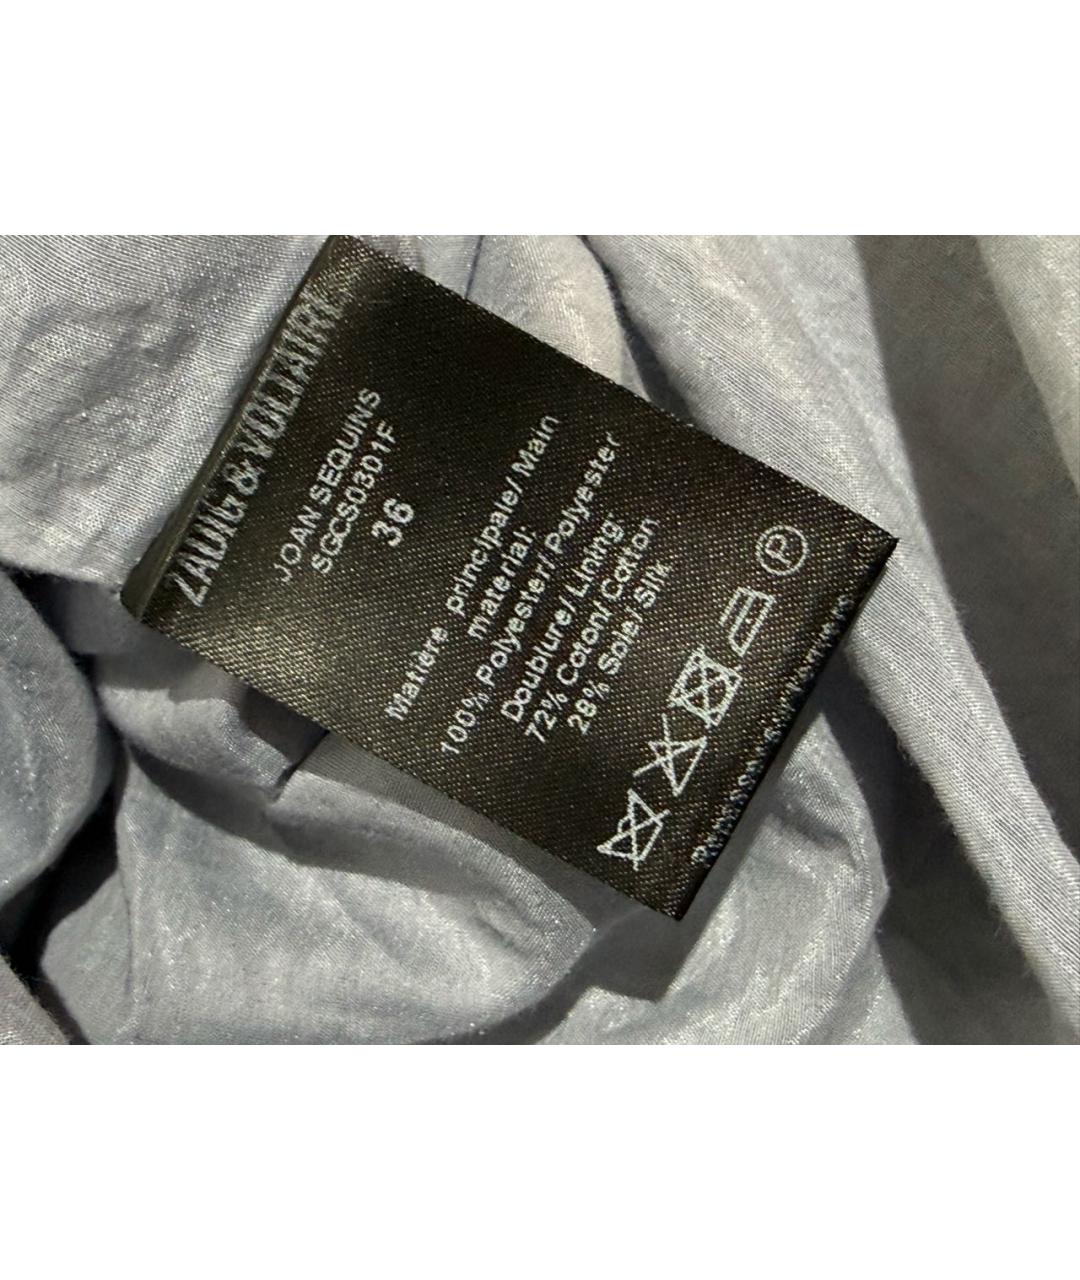 ZADIG&VOLTAIRE
JOAN SEQUINS
SGCS0301F
36
Matière principale/ Main
material:
100% Polyester/ Polyester
Doublure/ Lining:
72% Coton/ Cotton
28% Soie/ Silk
P